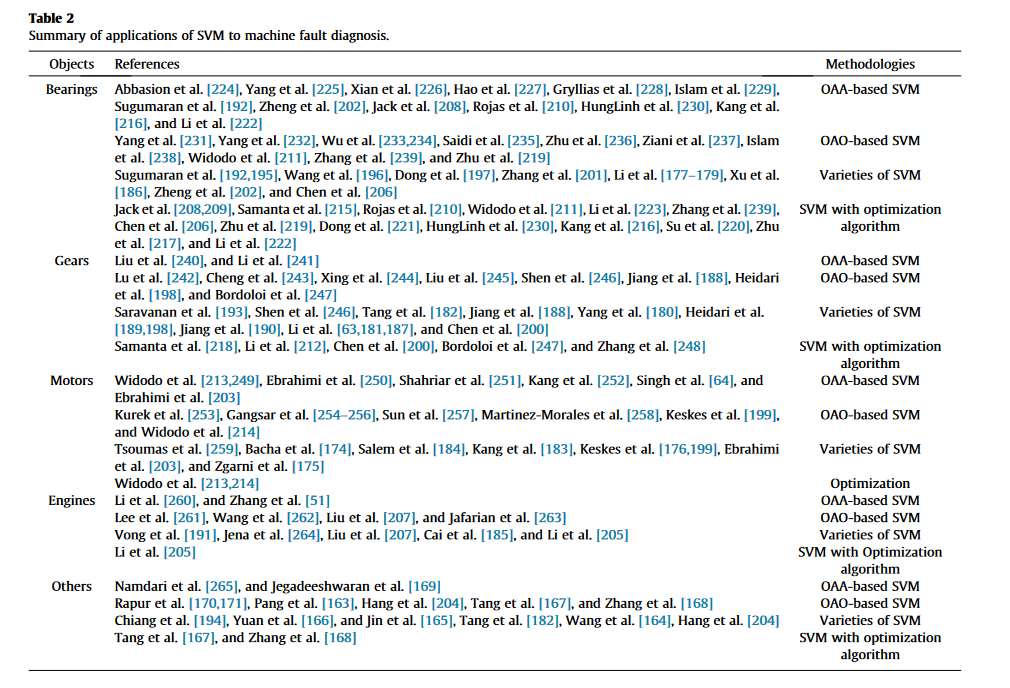 Table 2
Summary of applications of SVM to machine fault diagnosis.
Objects References Methodologies
Bearings Abbasion et al. [224], Yang et al. [225], Xian et al. [226], Hao et al. [227], Gryllias et al. [228], Islam et al. [229], OAA-based SVM
Sugumaran et al. [192], Zheng et al. [202], Jack et al. [208], Rojas et al. [210], HungLinh et al. [230], Kang et al.
[216], and Li et al. [222]
Yang et al. [231], Yang et al. [232], Wu et al. [233,234], Saidi et al. [235], Zhu et al. [236], Ziani et al. [237], Islam OAO-based SVM
et al. [238], Widodo et al. [211], Zhang et al. [239], and Zhu et al. [219]
Sugumaran et al. [192,195], Wang et al. [196], Dong et al. [197], Zhang et al. [201], Li et al. [177–179], Xu et al. Varieties of SVM
[186], Zheng et al. [202], and Chen et al. [206]
Jack et al. [208,209], Samanta et al. [215], Rojas et al. [210], Widodo et al. [211], Li et al. [223], Zhang et al. [239], SVM with optimization
Chen et al. [206], Zhu et al. [219], Dong et al. [221], HungLinh et al. [230], Kang et al. [216], Su et al. [220], Zhu algorithm
et al. [217], and Li et al. [222]
Gears Liu et al. [240], and Li et al. [241] OAA-based SVM
Lu et al. [242], Cheng et al. [243], Xing et al. [244], Liu et al. [245], Shen et al. [246], Jiang et al. [188], Heidari OAO-based SVM
et al. [198], and Bordoloi et al. [247]
Saravanan et al. [193], Shen et al. [246], Tang et al. [182], Jiang et al. [188], Yang et al. [180], Heidari et al. Varieties of SVM
[189,198], Jiang et al. [190], Li et al. [63,181,187], and Chen et al. [200]
Samanta et al. [218], Li et al. [212], Chen et al. [200], Bordoloi et al. [247], and Zhang et al. [248] SVM with optimization
algorithm
Motors Widodo et al. [213,249], Ebrahimi et al. [250], Shahriar et al. [251], Kang et al. [252], Singh et al. [64], and OAA-based SVM
Ebrahimi et al. [203]
Kurek et al. [253], Gangsar et al. [254–256], Sun et al. [257], Martinez-Morales et al. [258], Keskes et al. [199], OAO-based SVM
and Widodo et al. [214]
Tsoumas et al. [259], Bacha et al. [174], Salem et al. [184], Kang et al. [183], Keskes et al. [176,199], Ebrahimi Varieties of SVM
et al. [203], and Zgarni et al. [175]
Widodo et al. [213,214] Optimization
Engines Li et al. [260], and Zhang et al. [51] OAA-based SVM
Lee et al. [261], Wang et al. [262], Liu et al. [207], and Jafarian et al. [263] OAO-based SVM
Vong et al. [191], Jena et al. [264], Liu et al. [207], Cai et al. [185], and Li et al. [205] Varieties of SVM
Li et al. [205] SVM with Optimization
algorithm
Others Namdari et al. [265], and Jegadeeshwaran et al. [169] OAA-based SVM
Rapur et al. [170,171], Pang et al. [163], Hang et al. [204], Tang et al. [167], and Zhang et al. [168] OAO-based SVM
Chiang et al. [194], Yuan et al. [166], and Jin et al. [165], Tang et al. [182], Wang et al. [164], Hang et al. [204] Varieties of SVM
Tang et al. [167], and Zhang et al. [168] SVM with optimization
algorithm